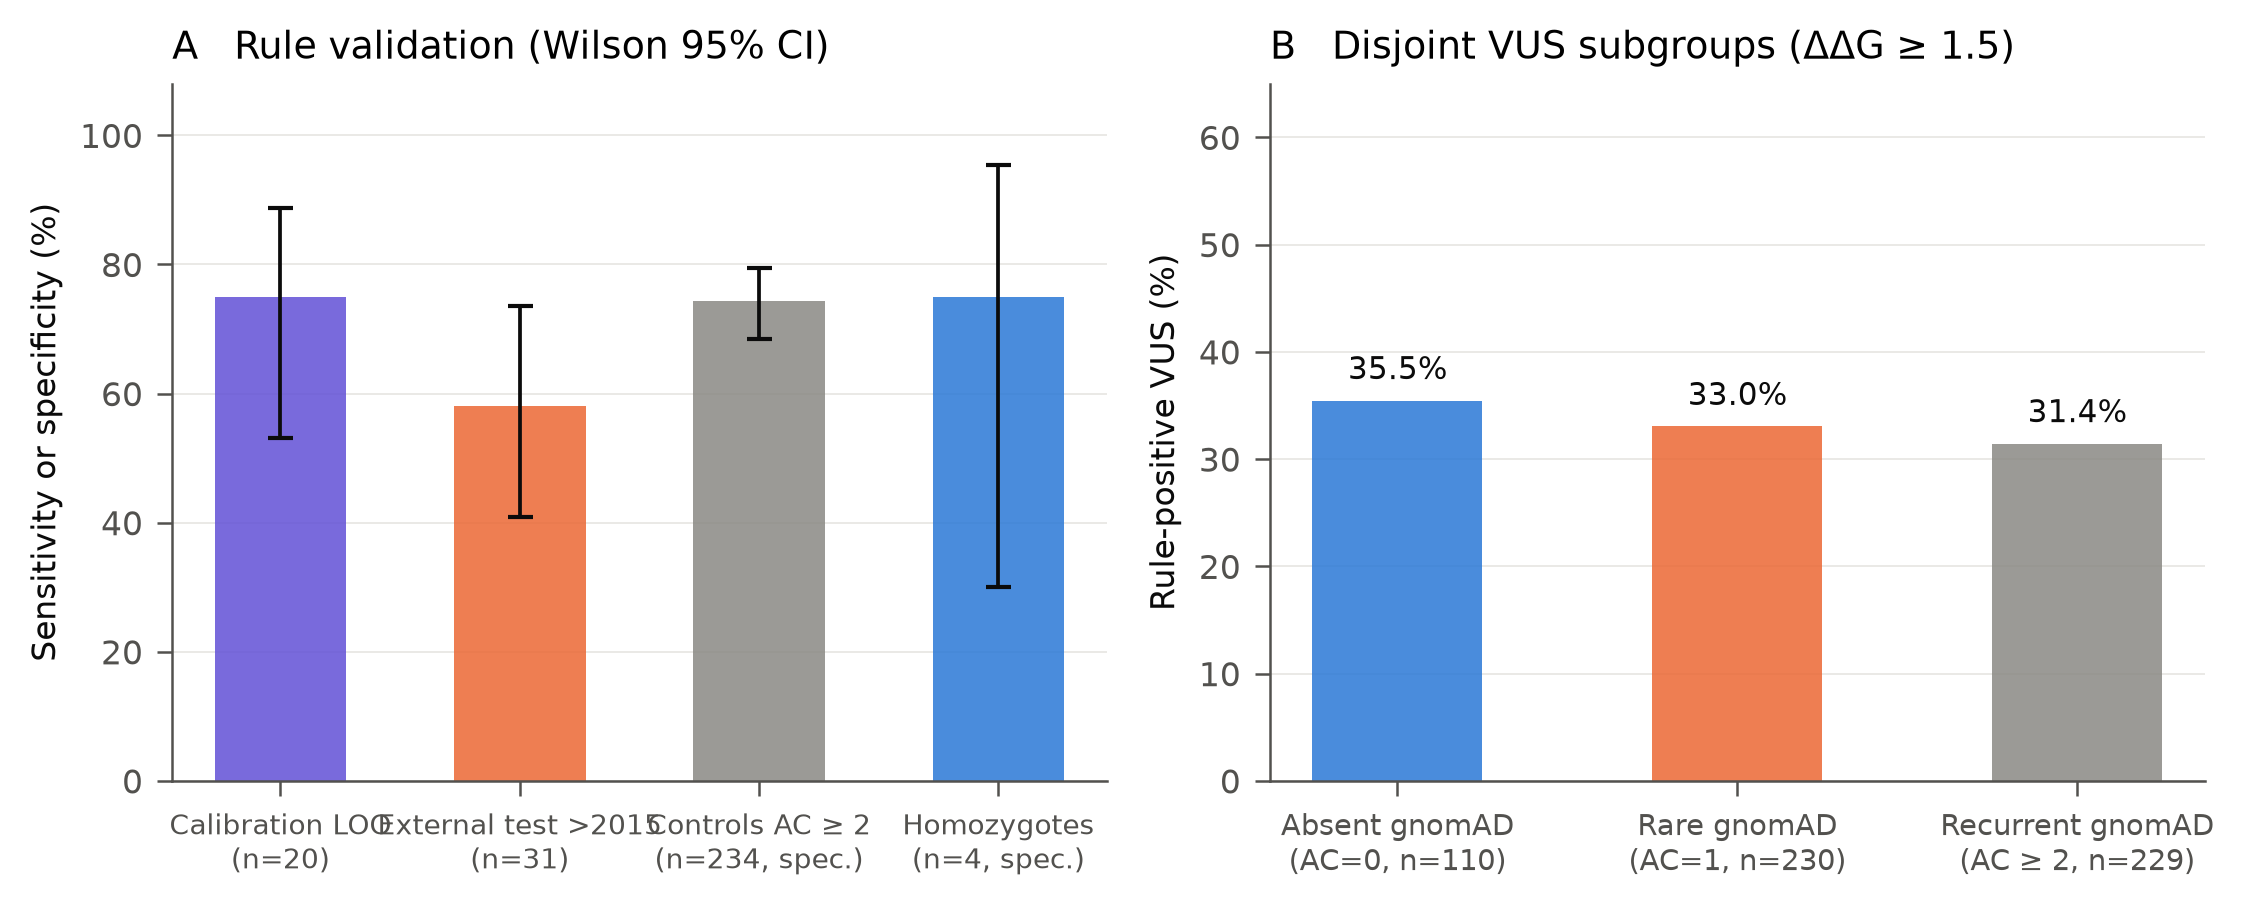 A Rule validation (Wilson 95% CI)
Sensitivity or specificity (%)
100
80
60
40
20
0
Calibration LOO
(n=20)
External test >2015
(n=31)
Controls AC ≥ 2
(n=234, spec.)
Homozygotes
(n=4, spec.)
B Disjoint VUS subgroups (ΔΔG ≥ 1.5)
Rule-positive VUS (%)
60
50
40
30
20
10
0
35.5%
33.0%
31.4%
Absent gnomAD
(AC=0, n=110)
Rare gnomAD
(AC=1, n=230)
Recurrent gnomAD
(AC ≥ 2, n=229)